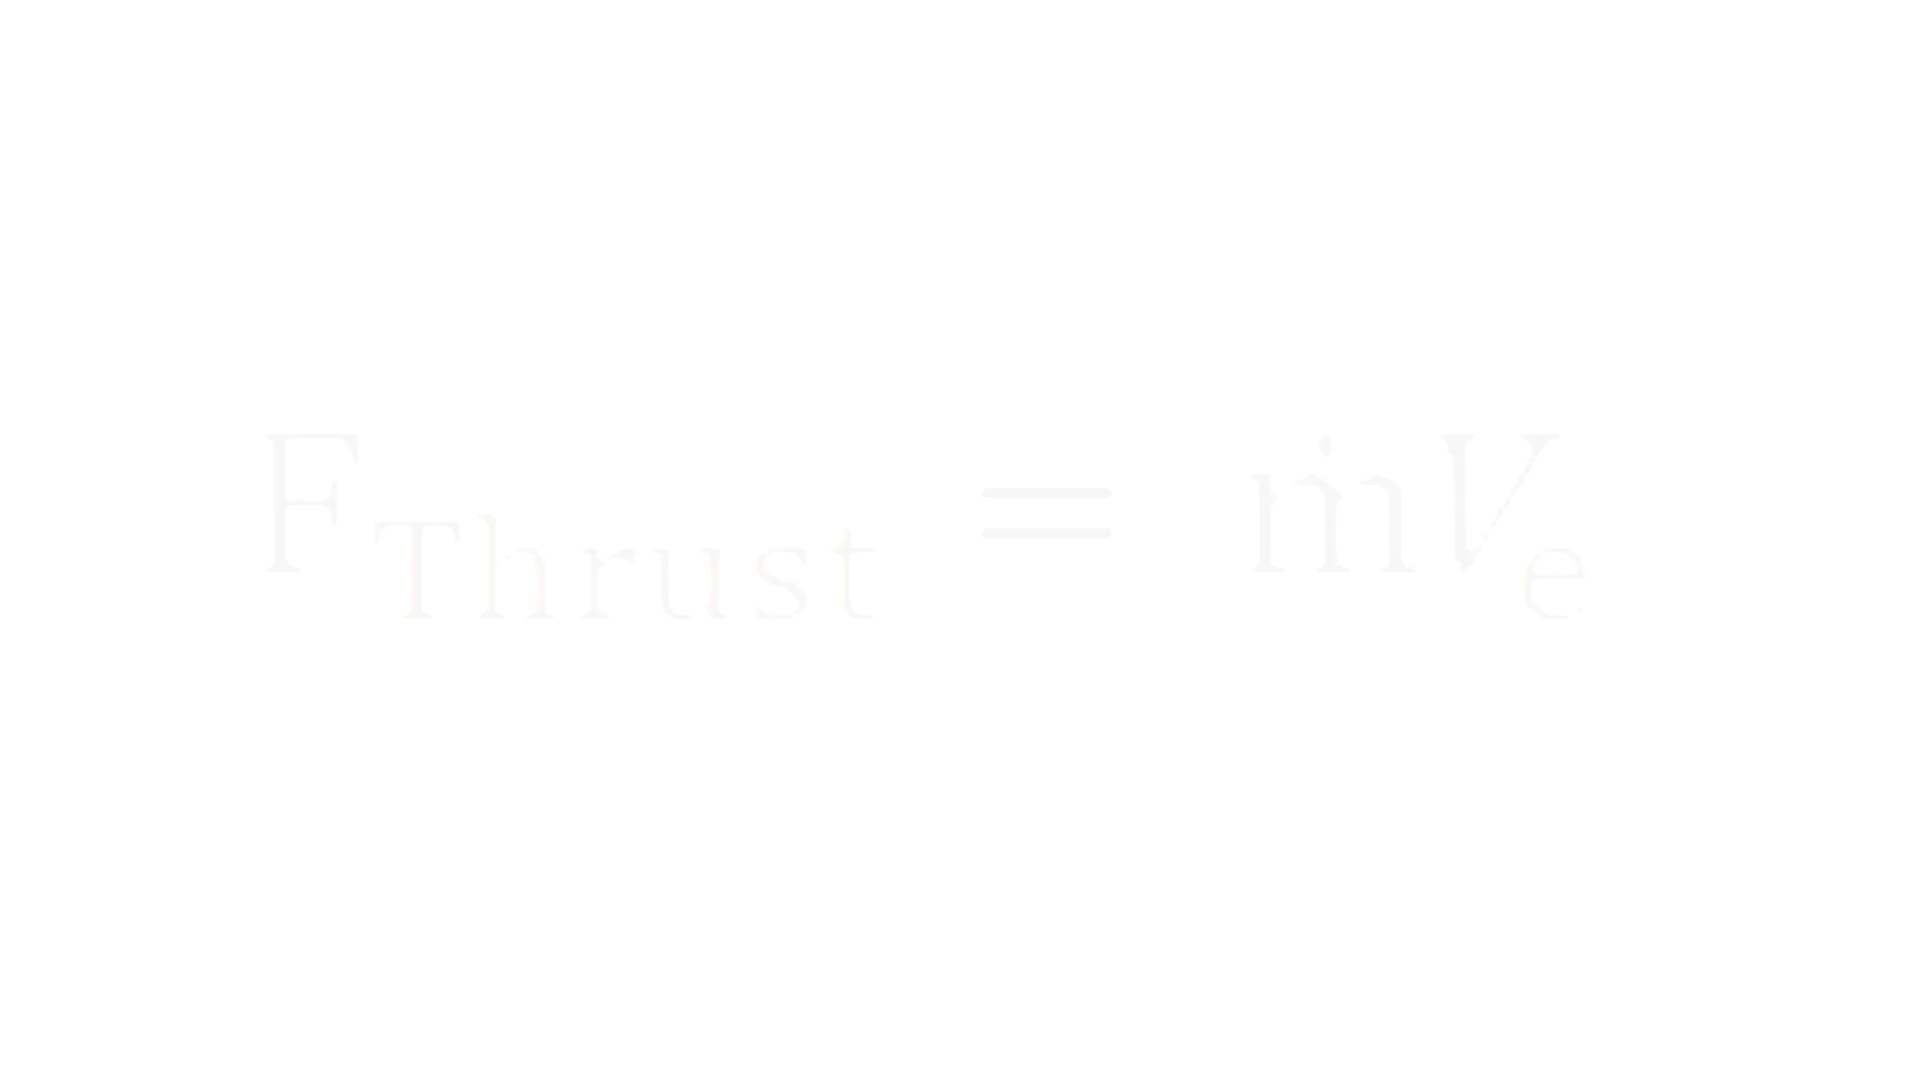 F_Thrust = ṁV_e